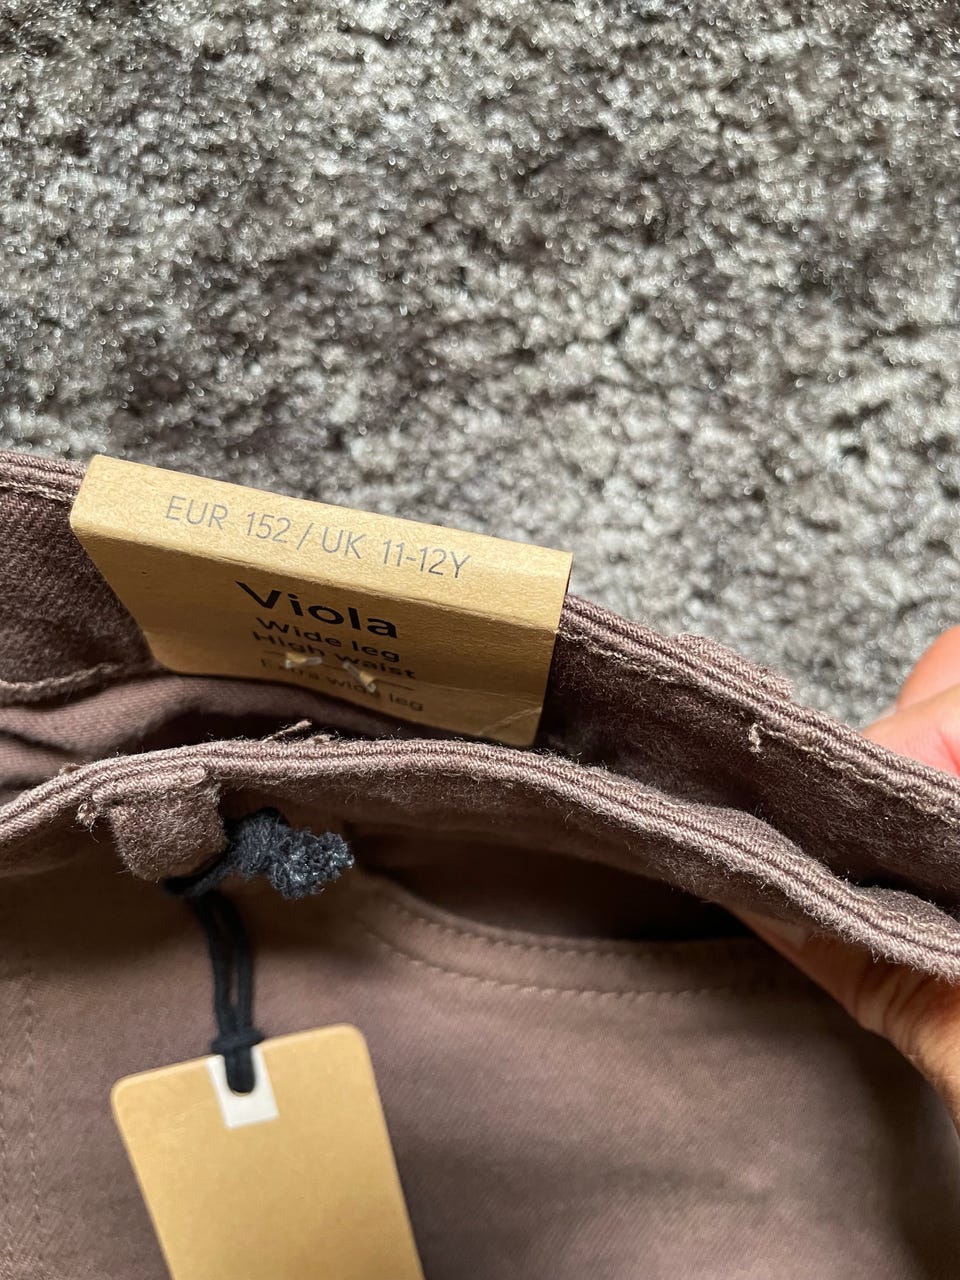 EUR 152 / UK 11-12Y
Viola
Wide leg
High waist
Extra wide leg